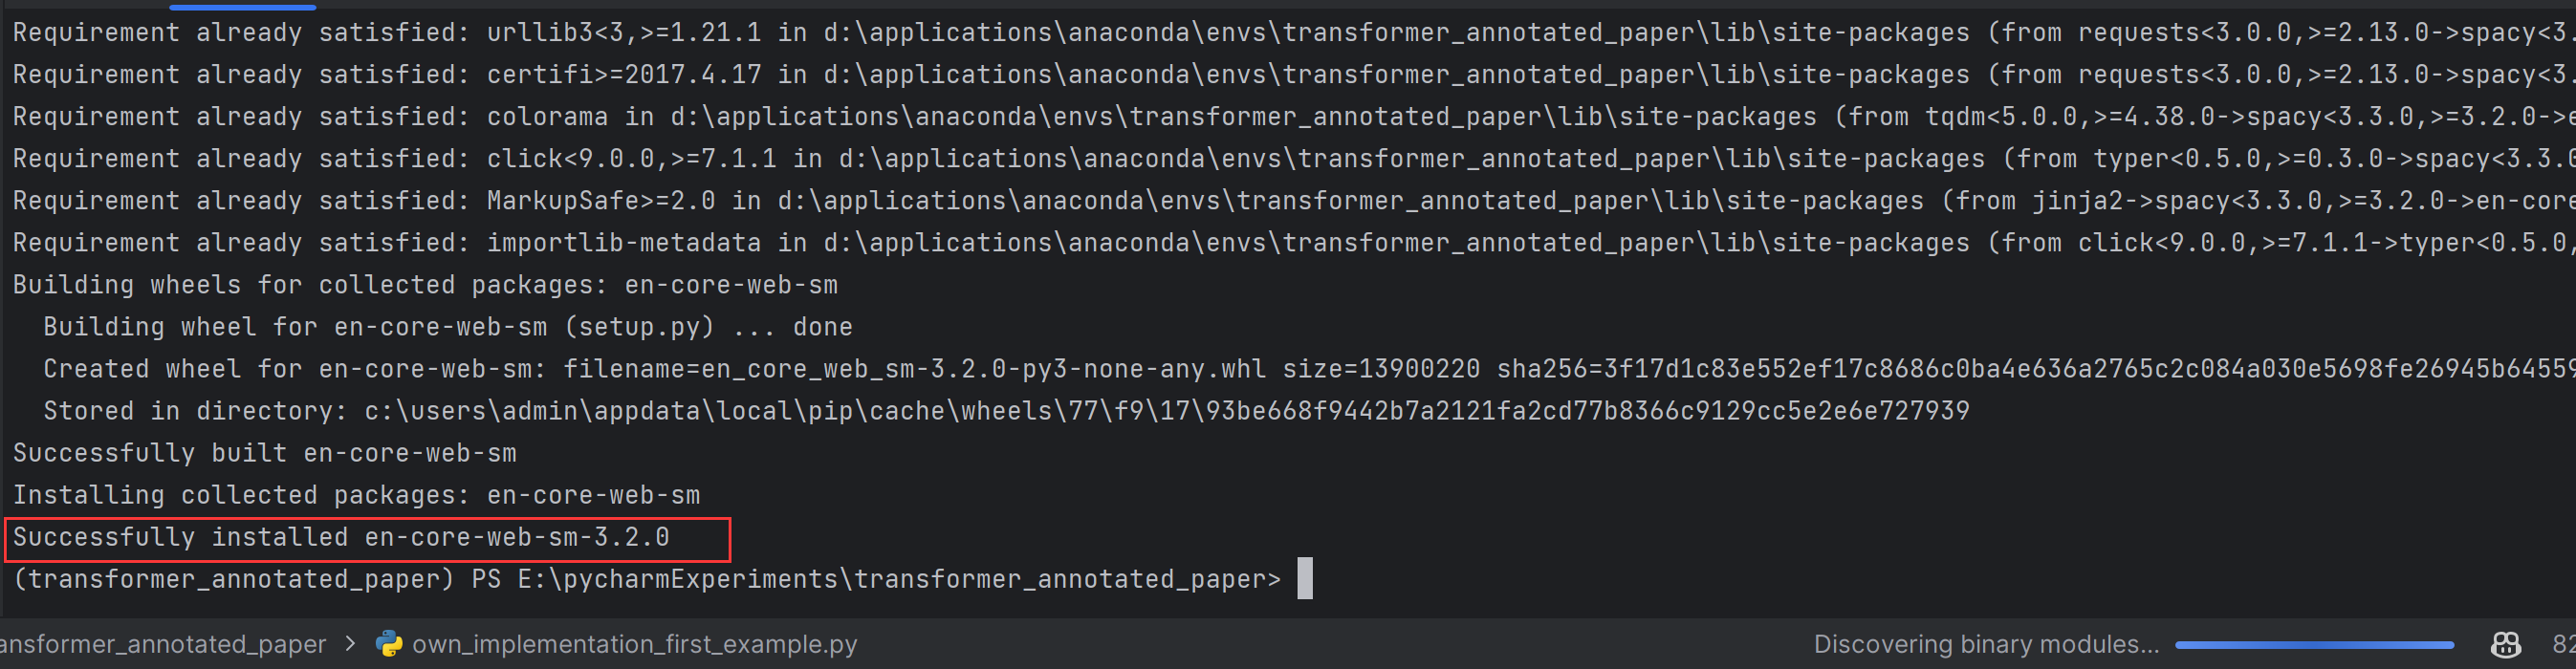 Requirement already satisfied: urllib3<3,>=1.21.1 in d:\applications\anaconda\envs\transformer_annotated_paper\lib\site-packages (from requests<3.0.0,>=2.13.0->spacy<3.
Requirement already satisfied: certifi>=2017.4.17 in d:\applications\anaconda\envs\transformer_annotated_paper\lib\site-packages (from requests<3.0.0,>=2.13.0->spacy<3.
Requirement already satisfied: colorama in d:\applications\anaconda\envs\transformer_annotated_paper\lib\site-packages (from tqdm<5.0.0,>=4.38.0->spacy<3.3.0,>=3.2.0->e
Requirement already satisfied: click<9.0.0,>=7.1.1 in d:\applications\anaconda\envs\transformer_annotated_paper\lib\site-packages (from typer<0.5.0,>=0.3.0->spacy<3.3.0
Requirement already satisfied: MarkupSafe>=2.0 in d:\applications\anaconda\envs\transformer_annotated_paper\lib\site-packages (from jinja2->spacy<3.3.0,>=3.2.0->en-core
Requirement already satisfied: importlib-metadata in d:\applications\anaconda\envs\transformer_annotated_paper\lib\site-packages (from click<9.0.0,>=7.1.1->typer<0.5.0,
Building wheels for collected packages: en-core-web-sm
  Building wheel for en-core-web-sm (setup.py) ... done
  Created wheel for en-core-web-sm: filename=en_core_web_sm-3.2.0-py3-none-any.whl size=13900220 sha256=3f17d1c83e552ef17c8686c0ba4e636a2765c2c084a030e5698fe26945b64559
  Stored in directory: c:\users\admin\appdata\local\pip\cache\wheels\77\f9\17\93be668f9442b7a2121fa2cd77b8366c9129cc5e2e6e727939
Successfully built en-core-web-sm
Installing collected packages: en-core-web-sm
Successfully installed en-core-web-sm-3.2.0
(transformer_annotated_paper) PS E:\pycharmExperiments\transformer_annotated_paper>
ansformer_annotated_paper > own_implementation_first_example.py Discovering binary modules... 82